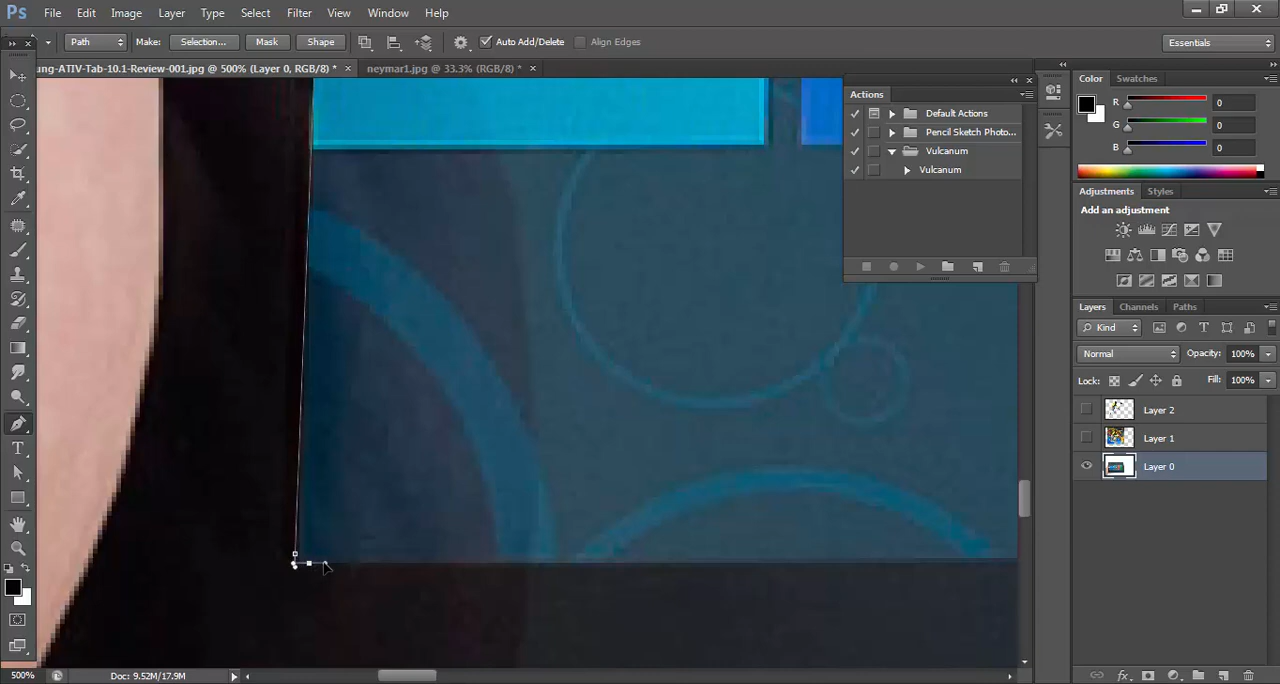 Ps File Edit Image Layer Type Select Filter View Window Help
Path Make: Selection... Mask Shape Auto Add/Delete Align Edges Essentials
ung-ATIV-Tab-10.1-Review-001.jpg @ 500% (Layer 0, RGB/8) * × neymar1.jpg @ 33.3% (RGB/8) * ×
Color Swatches
R 0
G 0
B 0
Actions
Default Actions
Pencil Sketch Photo...
Vulcanum
Vulcanum
Adjustments Styles
Add an adjustment
Layers Channels Paths
Kind
Normal Opacity: 100%
Lock: Fill: 100%
Layer 2
Layer 1
Layer 0
500% Doc: 9.52M/17.9M